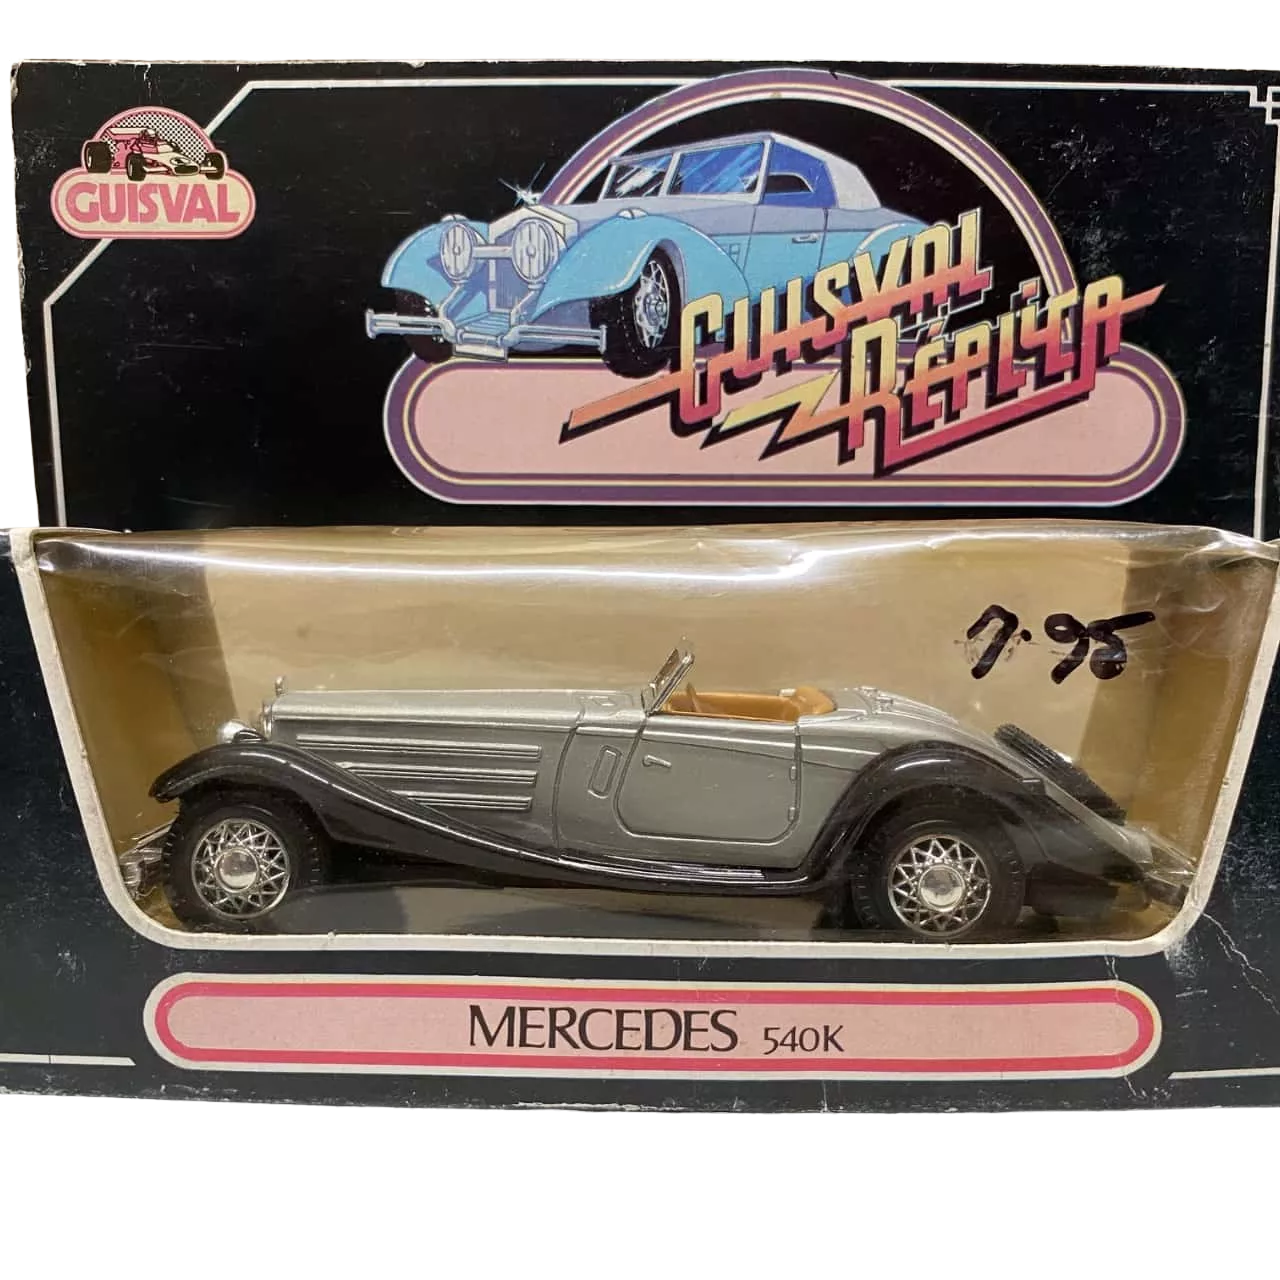 GUISVAL
GUISVAL
RÉPLICA
7.95
MERCEDES 540K